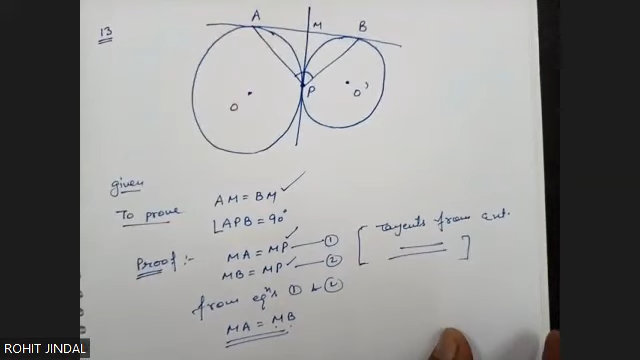 13
A M B
P
O O'
given
To prove AM = BM ✓
∟APB = 90°
Proof :- MA = MP — ①
MB = MP — ②
[ Tangents from ext. ]
from eqⁿs ① & ②
MA = MB
ROHIT JINDAL